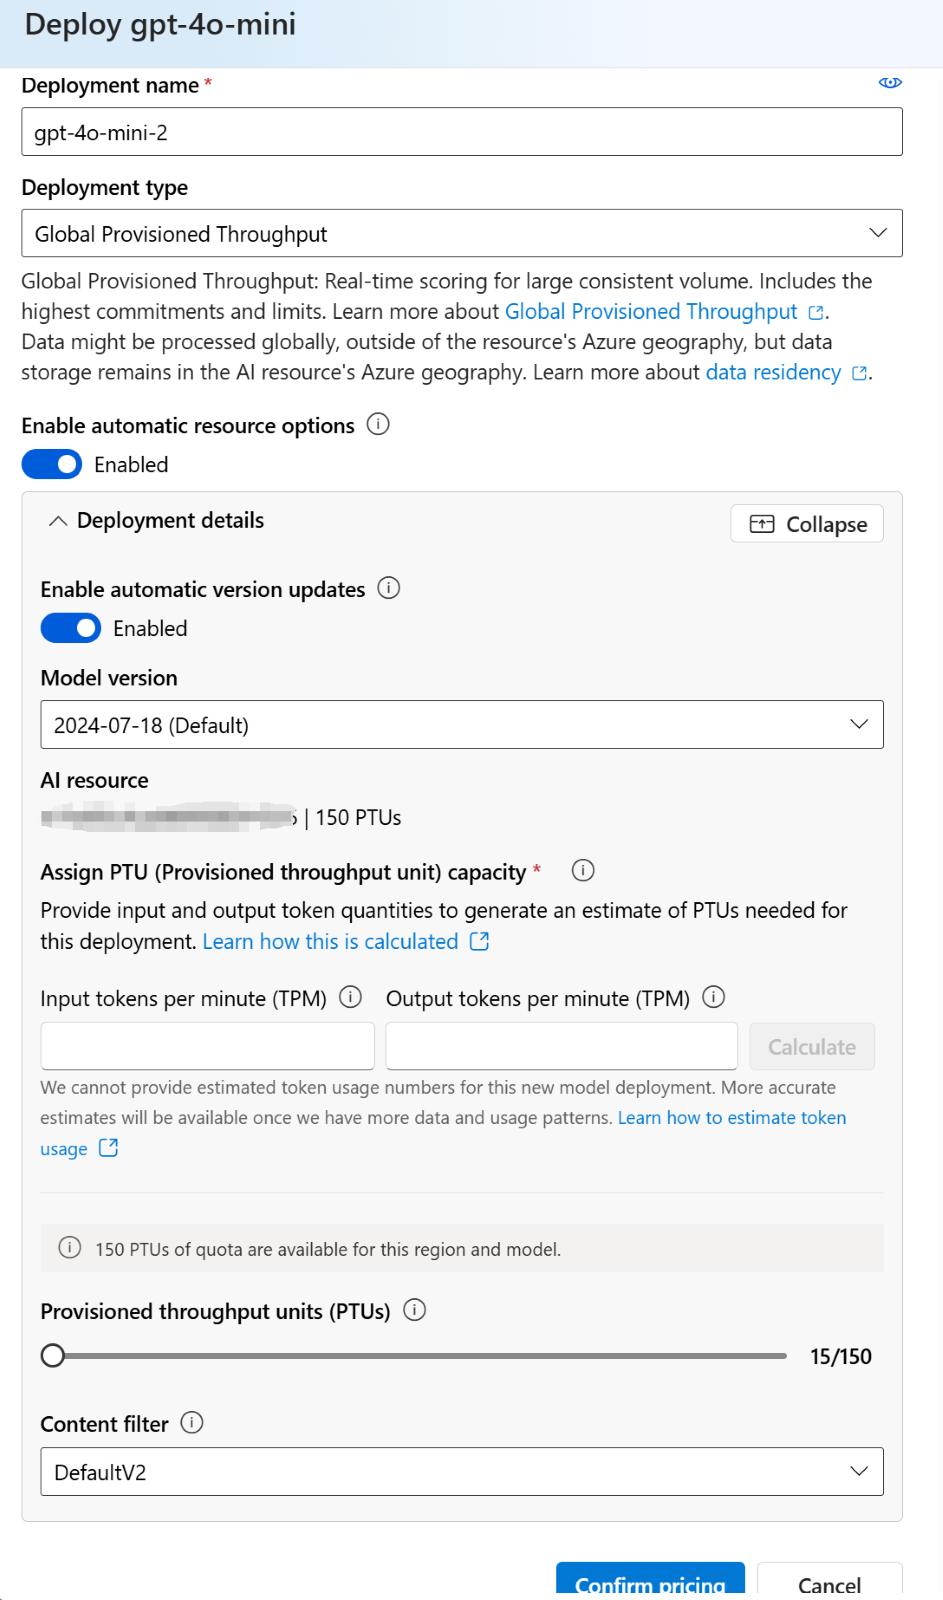 Deploy gpt-4o-mini
Deployment name *
gpt-4o-mini-2
Deployment type
Global Provisioned Throughput
Global Provisioned Throughput: Real-time scoring for large consistent volume. Includes the
highest commitments and limits. Learn more about Global Provisioned Throughput.
Data might be processed globally, outside of the resource's Azure geography, but data
storage remains in the AI resource's Azure geography. Learn more about data residency.
Enable automatic resource options
Enabled
Deployment details
Collapse
Enable automatic version updates
Enabled
Model version
2024-07-18 (Default)
AI resource
| 150 PTUs
Assign PTU (Provisioned throughput unit) capacity *
Provide input and output token quantities to generate an estimate of PTUs needed for
this deployment. Learn how this is calculated
Input tokens per minute (TPM) Output tokens per minute (TPM)
Calculate
We cannot provide estimated token usage numbers for this new model deployment. More accurate
estimates will be available once we have more data and usage patterns. Learn how to estimate token
usage
150 PTUs of quota are available for this region and model.
Provisioned throughput units (PTUs)
15/150
Content filter
DefaultV2
Confirm pricing Cancel